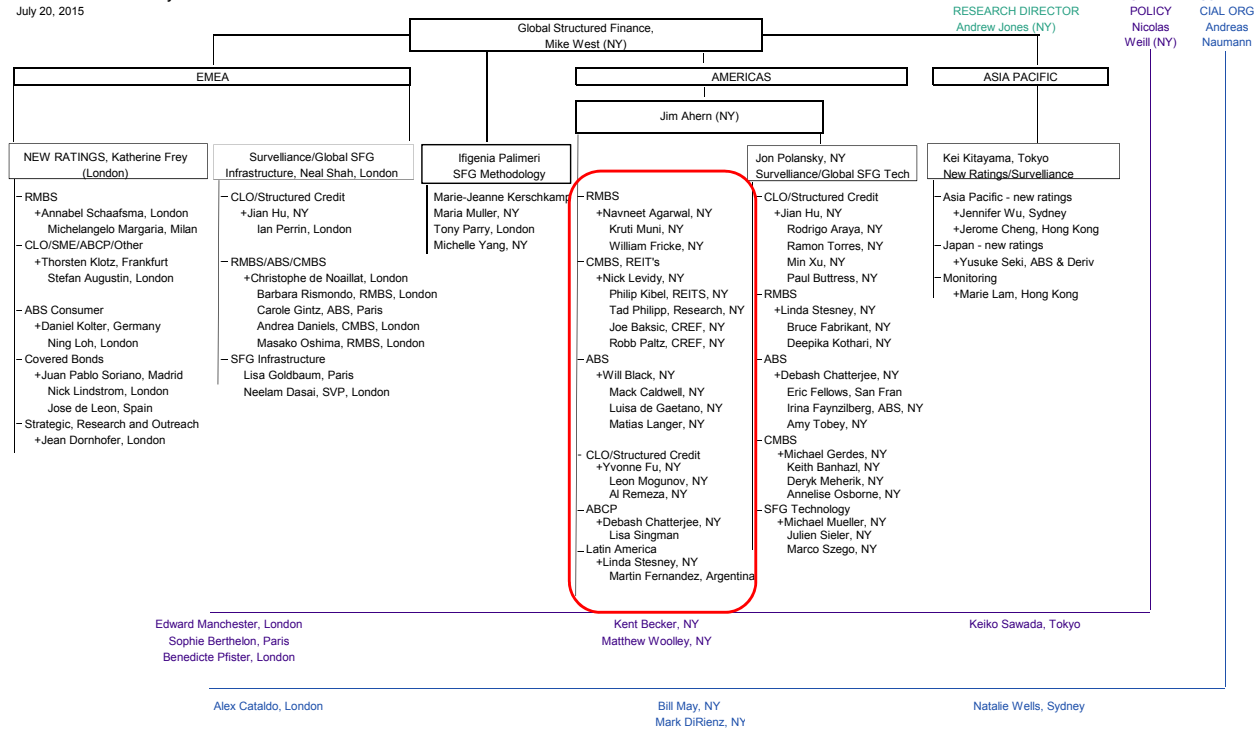 July 20, 2015
RESEARCH DIRECTOR
Andrew Jones (NY)
POLICY
Nicolas
Weill (NY)
CIAL ORG
Andreas
Naumann
Global Structured Finance,
Mike West (NY)
EMEA
AMERICAS
ASIA PACIFIC
Jim Ahern (NY)
NEW RATINGS, Katherine Frey
(London)
RMBS
+Annabel Schaafsma, London
Michelangelo Margaria, Milan
CLO/SME/ABCP/Other
+Thorsten Klotz, Frankfurt
Stefan Augustin, London
ABS Consumer
+Daniel Kolter, Germany
Ning Loh, London
Covered Bonds
+Juan Pablo Soriano, Madrid
Nick Lindstrom, London
Jose de Leon, Spain
Strategic, Research and Outreach
+Jean Dornhofer, London
Survelliance/Global SFG
Infrastructure, Neal Shah, London
CLO/Structured Credit
+Jian Hu, NY
Ian Perrin, London
RMBS/ABS/CMBS
+Christophe de Noaillat, London
Barbara Rismondo, RMBS, London
Carole Gintz, ABS, Paris
Andrea Daniels, CMBS, London
Masako Oshima, RMBS, London
SFG Infrastructure
Lisa Goldbaum, Paris
Neelam Dasai, SVP, London
Ifigenia Palimeri
SFG Methodology
Marie-Jeanne Kerschkamp
Maria Muller, NY
Tony Parry, London
Michelle Yang, NY
RMBS
+Navneet Agarwal, NY
Kruti Muni, NY
William Fricke, NY
CMBS, REIT's
+Nick Levidy, NY
Philip Kibel, REITS, NY
Tad Philipp, Research, NY
Joe Baksic, CREF, NY
Robb Paltz, CREF, NY
ABS
+Will Black, NY
Mack Caldwell, NY
Luisa de Gaetano, NY
Matias Langer, NY
CLO/Structured Credit
+Yvonne Fu, NY
Leon Mogunov, NY
Al Remeza, NY
ABCP
+Debash Chatterjee, NY
Lisa Singman
Latin America
+Linda Stesney, NY
Martin Fernandez, Argentina
Jon Polansky, NY
Surveillance/Global SFG Tech
CLO/Structured Credit
+Jian Hu, NY
Rodrigo Araya, NY
Ramon Torres, NY
Min Xu, NY
Paul Buttress, NY
RMBS
+Linda Stesney, NY
Bruce Fabrikant, NY
Deepika Kothari, NY
ABS
+Debash Chatterjee, NY
Eric Fellows, San Fran
Irina Faynzilberg, ABS, NY
Amy Tobey, NY
CMBS
+Michael Gerdes, NY
Keith Banhazl, NY
Deryk Meherik, NY
Annelise Osborne, NY
SFG Technology
+Michael Mueller, NY
Julien Sieler, NY
Marco Szego, NY
Kei Kitayama, Tokyo
New Ratings/Surveillance
Asia Pacific - new ratings
+Jennifer Wu, Sydney
+Jerome Cheng, Hong Kong
Japan - new ratings
+Yusuke Seki, ABS & Deriv
Monitoring
+Marie Lam, Hong Kong
Edward Manchester, London
Sophie Berthelon, Paris
Benedicte Pfister, London
Kent Becker, NY
Matthew Woolley, NY
Keiko Sawada, Tokyo
Alex Cataldo, London
Bill May, NY
Mark DiRienz, NY
Natalie Wells, Sydney